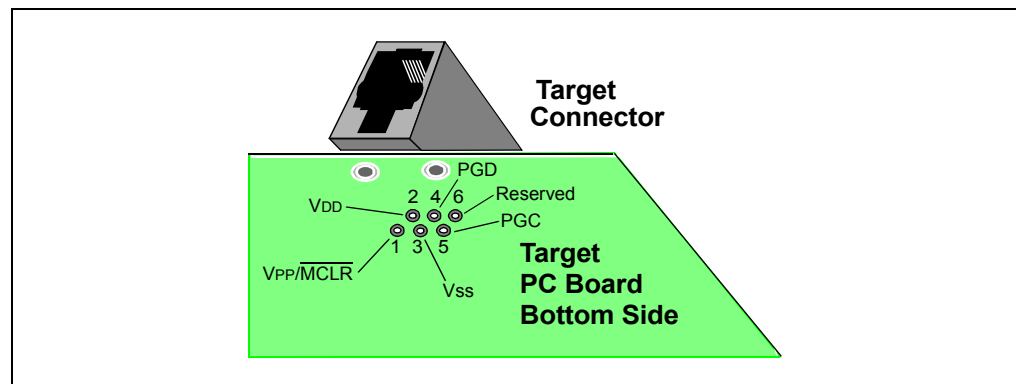 Target
Connector
PGD
2 4 6 Reserved
VDD
PGC
1 3 5
VPP/MCLR
Vss
Target
PC Board
Bottom Side